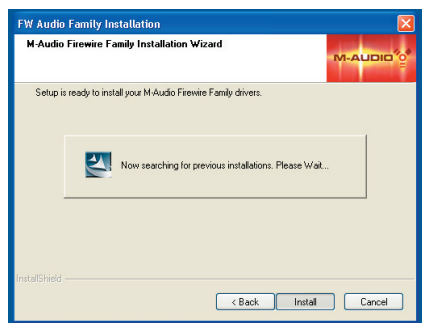 FW Audio Family Installation
M-Audio Firewire Family Installation Wizard
M-AUDIO
Setup is ready to install your M-Audio Firewire Family drivers.
Now searching for previous installations. Please Wait...
InstallShield
< Back
Install
Cancel